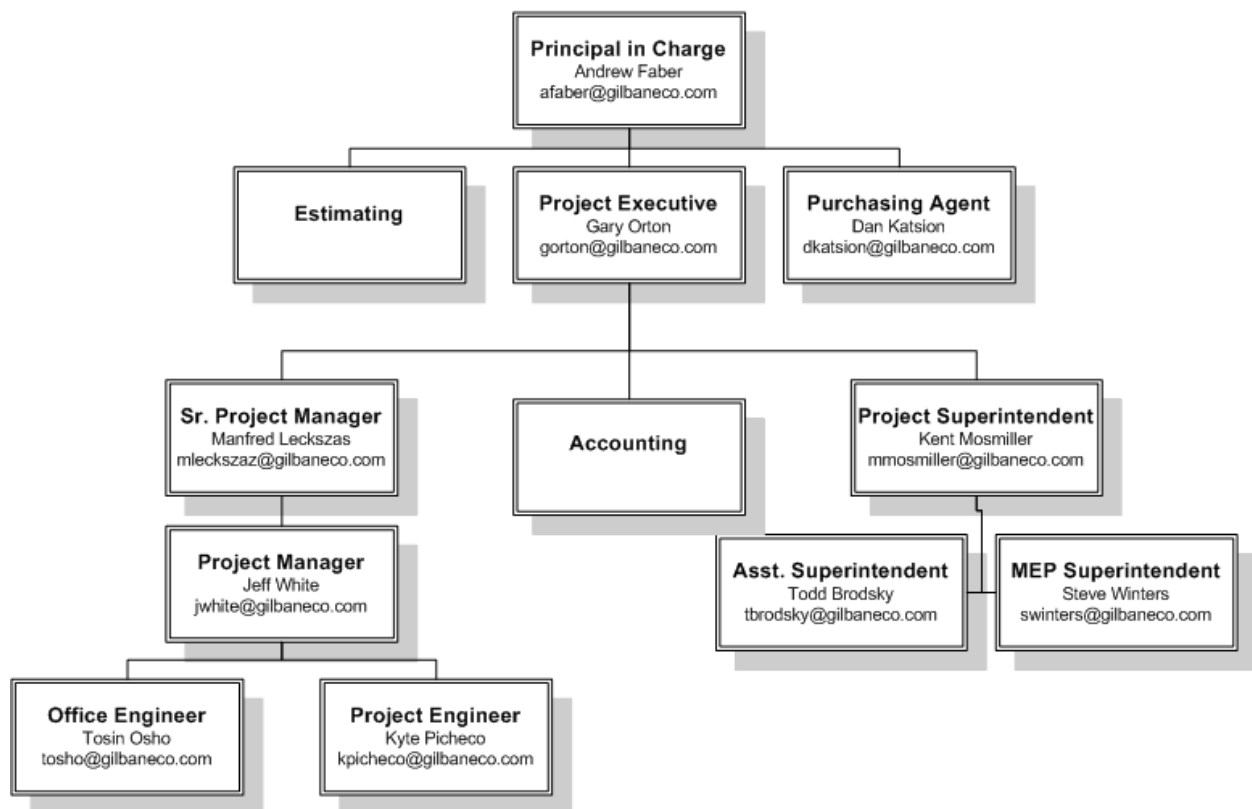 Principal in Charge
Andrew Faber
afaber@gilbaneco.com
Estimating
Project Executive
Gary Orton
gorton@gilbaneco.com
Purchasing Agent
Dan Katsion
dkatsion@gilbaneco.com
Sr. Project Manager
Manfred Leckszas
mleckszaz@gilbaneco.com
Accounting
Project Superintendent
Kent Mosmiller
mmosmiller@gilbaneco.com
Project Manager
Jeff White
jwhite@gilbaneco.com
Asst. Superintendent
Todd Brodsky
tbrodsky@gilbaneco.com
MEP Superintendent
Steve Winters
swinters@gilbaneco.com
Office Engineer
Tosin Osho
tosho@gilbaneco.com
Project Engineer
Kyte Picheco
kpicheco@gilbaneco.com